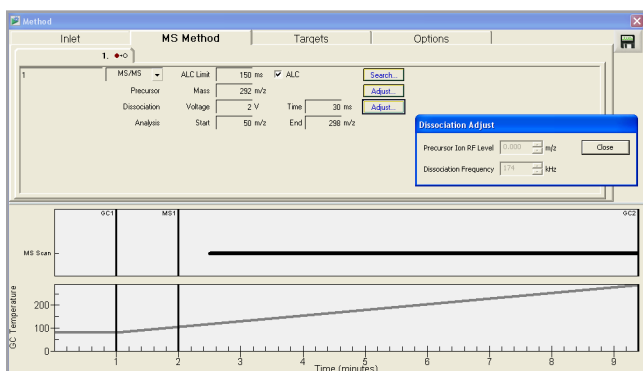 Method
Inlet MS Method Targets Options
1.
1 MS/MS ALC Limit 150 ms ALC Search...
Precursor Mass 292 m/z Adjust...
Dissociation Voltage 2 V Time 30 ms Adjust...
Analysis Start 50 m/z End 298 m/z
Dissociation Adjust
Precursor Ion RF Level 0.000 m/z Close
Dissociation Frequency 174 kHz
GC1 MS1 GC2
MS Scan
GC Temperature
200
100
0
1 2 3 4 5 6 7 8 9
Time (minutes)